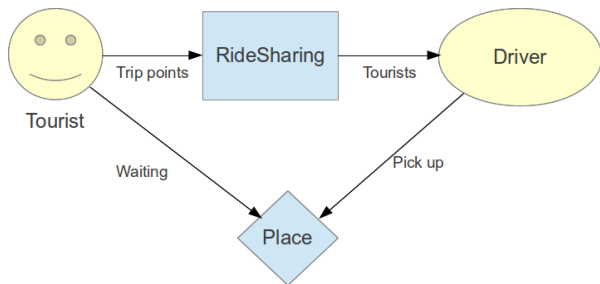 RideSharing
Driver
Trip points
Tourists
Tourist
Waiting
Pick up
Place